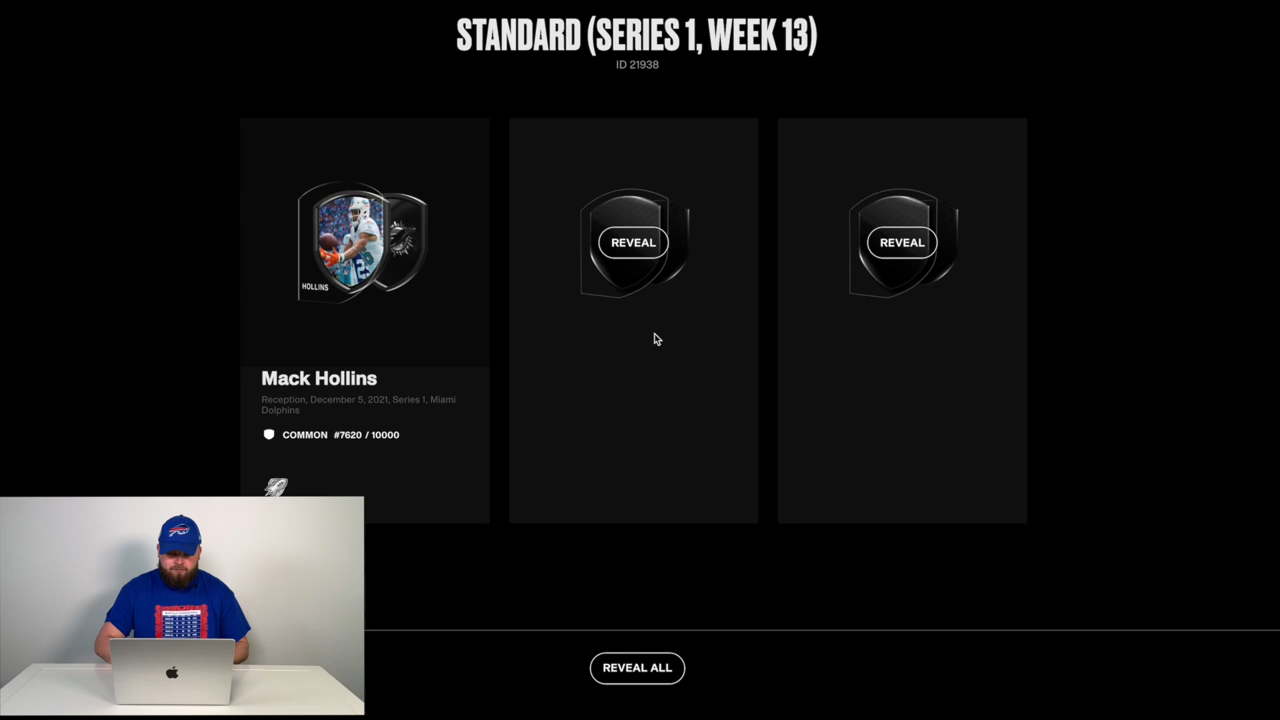 STANDARD (SERIES 1, WEEK 13)
ID 21938
HOLLINS
REVEAL
REVEAL
Mack Hollins
Reception, December 5, 2021, Series 1, Miami
Dolphins
COMMON #7620 / 10000
REVEAL ALL